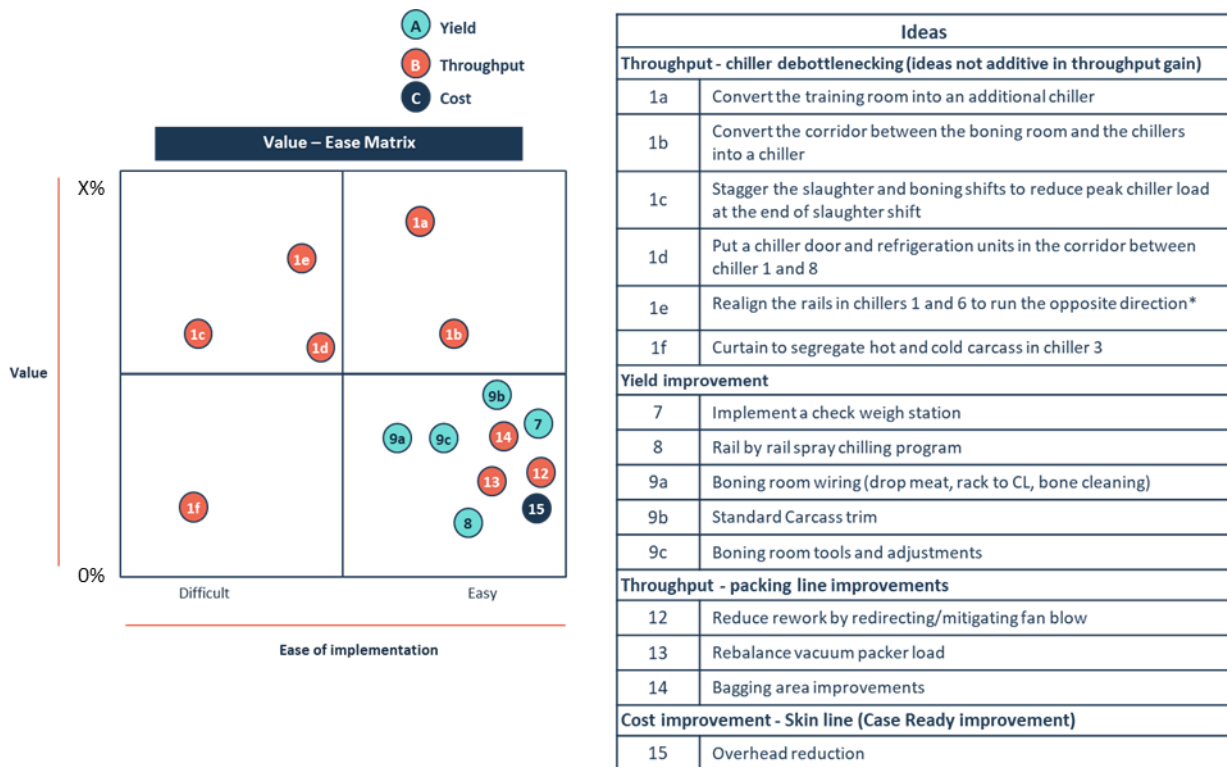 A Yield
B Throughput
C Cost
Value – Ease Matrix
X%
1a
1e
1c
1d
1b
Value
9b
7
9a
9c
14
12
13
15
8
1f
0%
Difficult
Easy
Ease of implementation
Ideas
Throughput - chiller debottlenecking (ideas not additive in throughput gain)
1a Convert the training room into an additional chiller
1b Convert the corridor between the boning room and the chillers
into a chiller
1c Stagger the slaughter and boning shifts to reduce peak chiller load
at the end of slaughter shift
1d Put a chiller door and refrigeration units in the corridor between
chiller 1 and 8
1e Realign the rails in chillers 1 and 6 to run the opposite direction*
1f Curtain to segregate hot and cold carcass in chiller 3
Yield improvement
7 Implement a check weigh station
8 Rail by rail spray chilling program
9a Boning room wiring (drop meat, rack to CL, bone cleaning)
9b Standard Carcass trim
9c Boning room tools and adjustments
Throughput - packing line improvements
12 Reduce rework by redirecting/mitigating fan blow
13 Rebalance vacuum packer load
14 Bagging area improvements
Cost improvement - Skin line (Case Ready improvement)
15 Overhead reduction